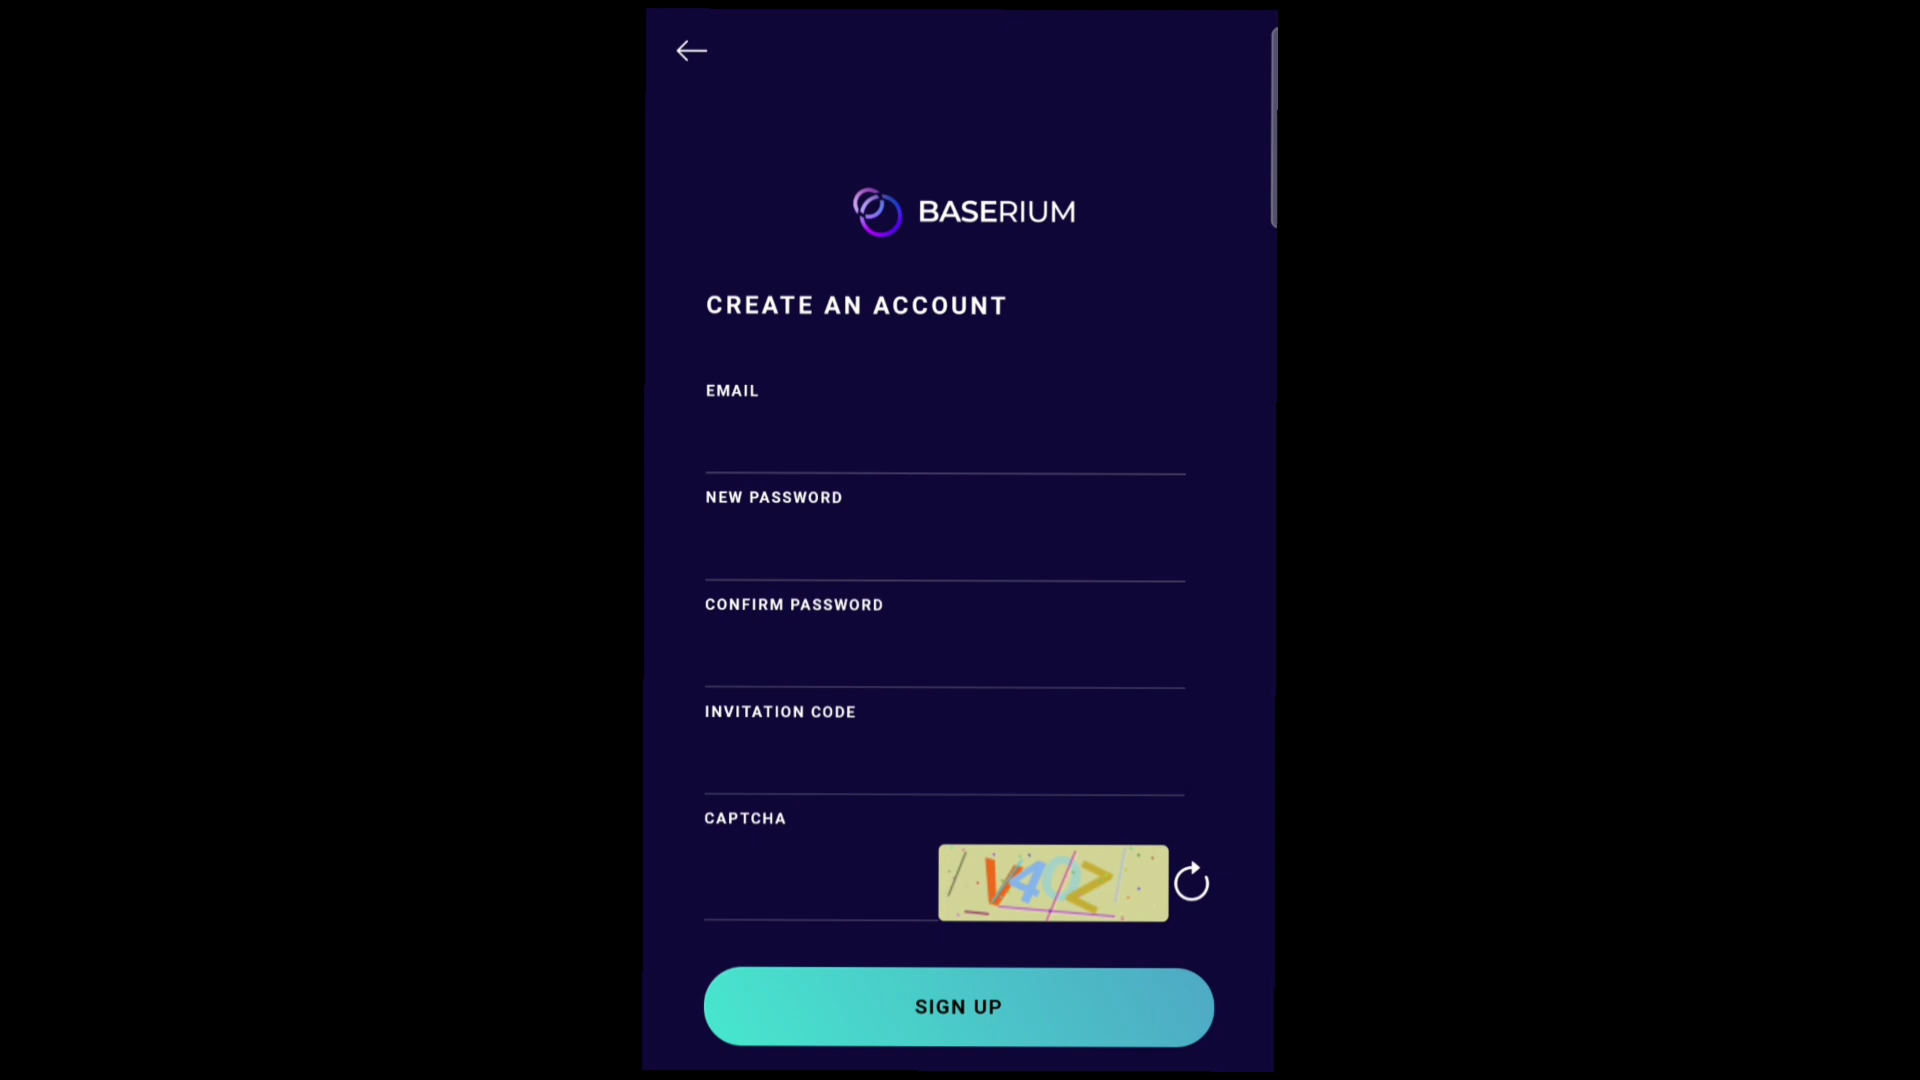 BASERIUM
CREATE AN ACCOUNT
EMAIL
NEW PASSWORD
CONFIRM PASSWORD
INVITATION CODE
CAPTCHA
SIGN UP